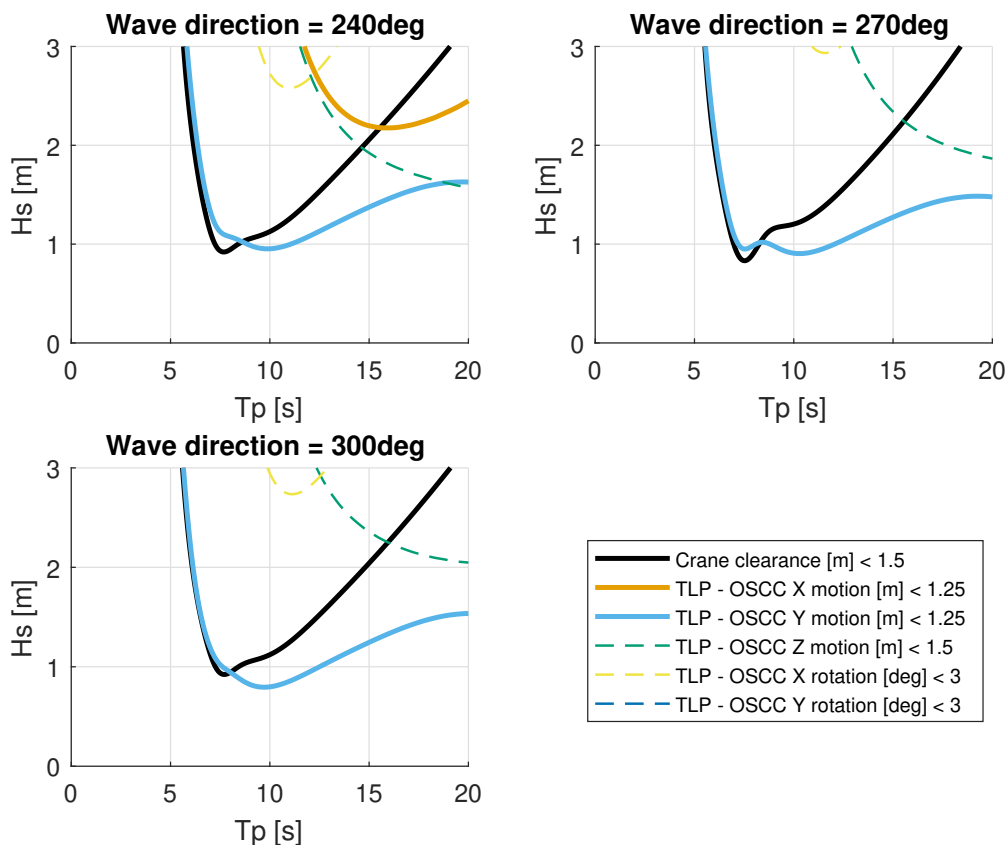 Wave direction = 240deg
3
2
1
0
Hs [m]
0 5 10 15 20
Tp [s]
Wave direction = 270deg
3
2
1
0
Hs [m]
0 5 10 15 20
Tp [s]
Wave direction = 300deg
3
2
1
0
Hs [m]
0 5 10 15 20
Tp [s]
Crane clearance [m] < 1.5
TLP - OSCC X motion [m] < 1.25
TLP - OSCC Y motion [m] < 1.25
TLP - OSCC Z motion [m] < 1.5
TLP - OSCC X rotation [deg] < 3
TLP - OSCC Y rotation [deg] < 3